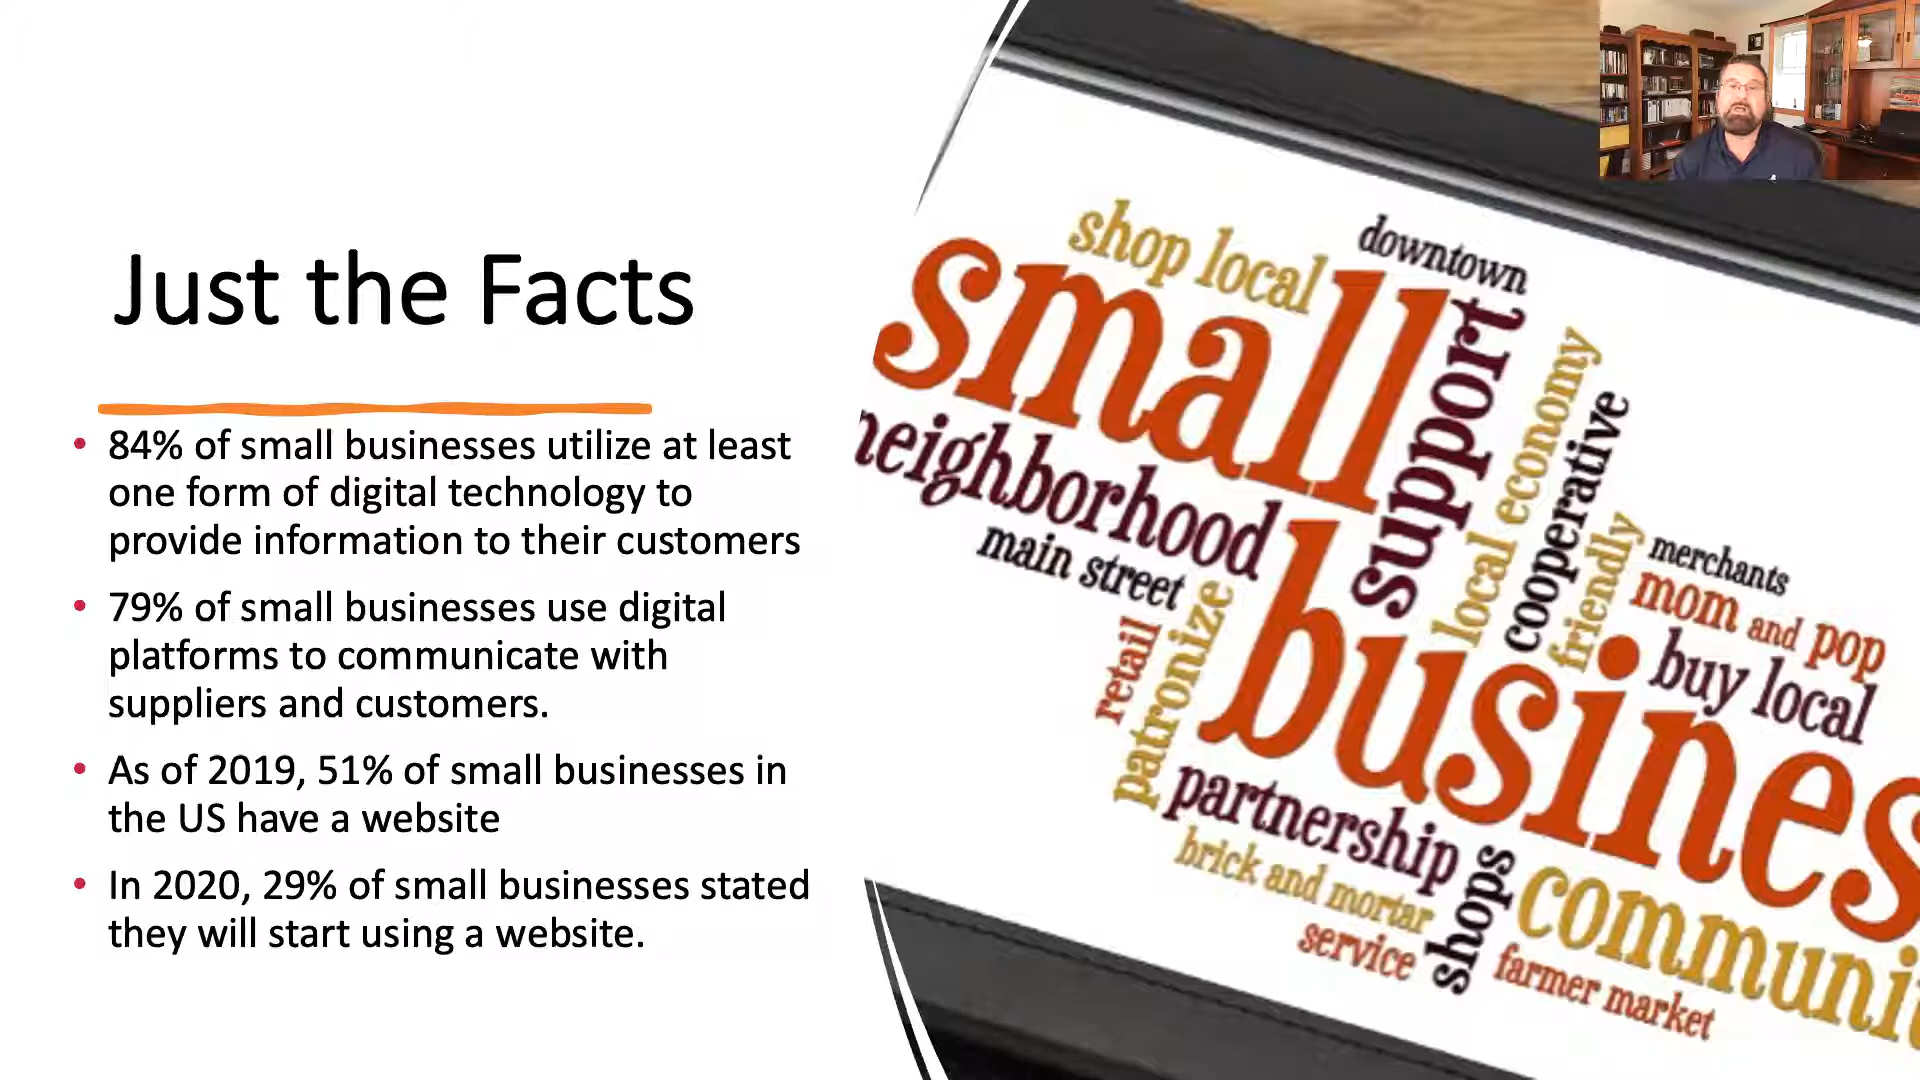 Just the Facts
• 84% of small businesses utilize at least
one form of digital technology to
provide information to their customers
• 79% of small businesses use digital
platforms to communicate with
suppliers and customers.
• As of 2019, 51% of small businesses in
the US have a website
• In 2020, 29% of small businesses stated
they will start using a website.
shop local
downtown
small
support
local economy
cooperative
friendly
neighborhood
main street
merchants
mom and pop
buy local
retail
patronize
busines
partnership
brick and mortar
service
shops
communi
farmer market